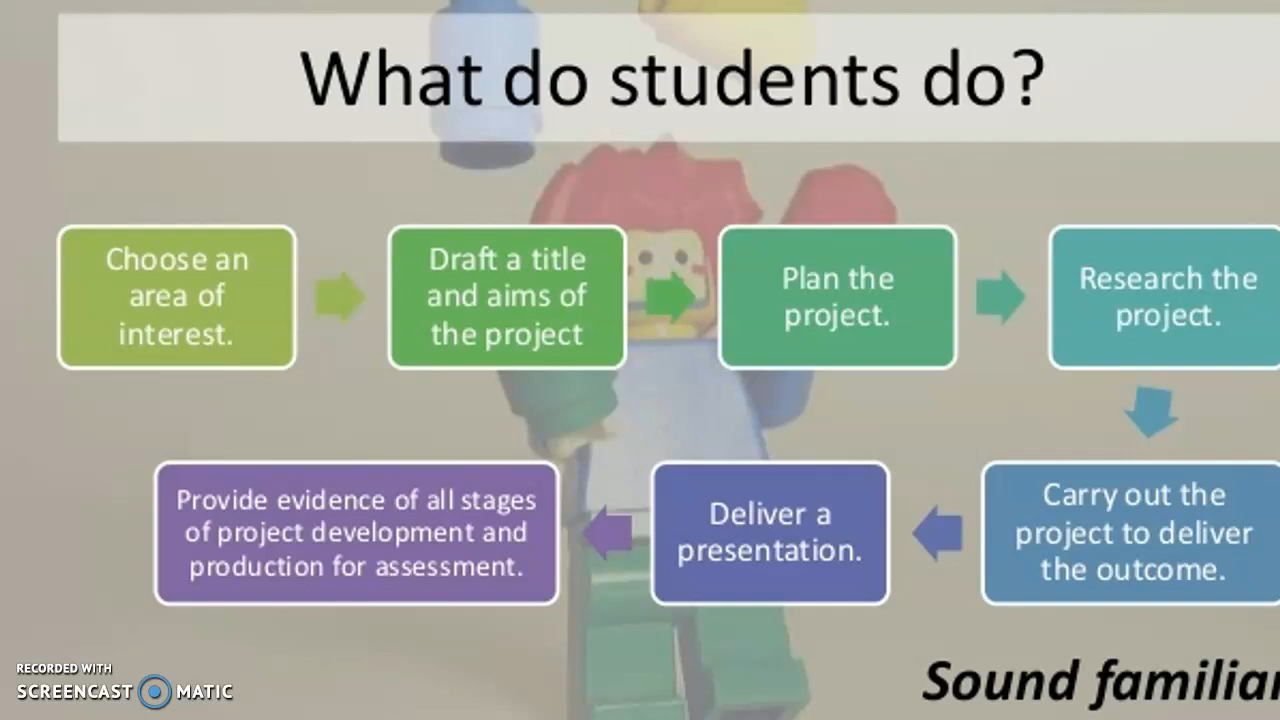 What do students do?
Choose an
area of
interest.
Draft a title
and aims of
the project
Plan the
project.
Research the
project.
Carry out the
project to deliver
the outcome.
Deliver a
presentation.
Provide evidence of all stages
of project development and
production for assessment.
Sound familiar
RECORDED WITH
SCREENCAST MATIC